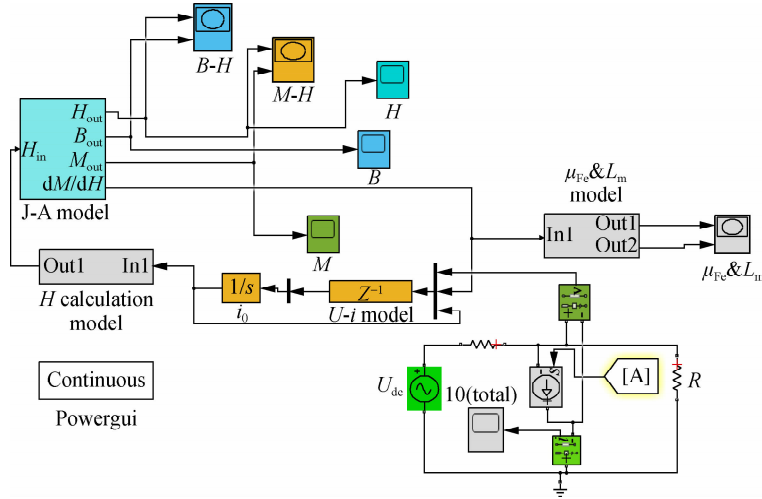 B-H
M-H
H
B
M
H_out
B_out
M_out
dM/dH
H_in
J-A model
μ_Fe&L_m
model
In1
Out1
Out2
μ_Fe&L_m
Out1
In1
H calculation
model
1/s
i_0
Z^-1
U-i model
v
+
-
Continuous
Powergui
U_dc
+
10(total)
S
[A]
R
i
+
-